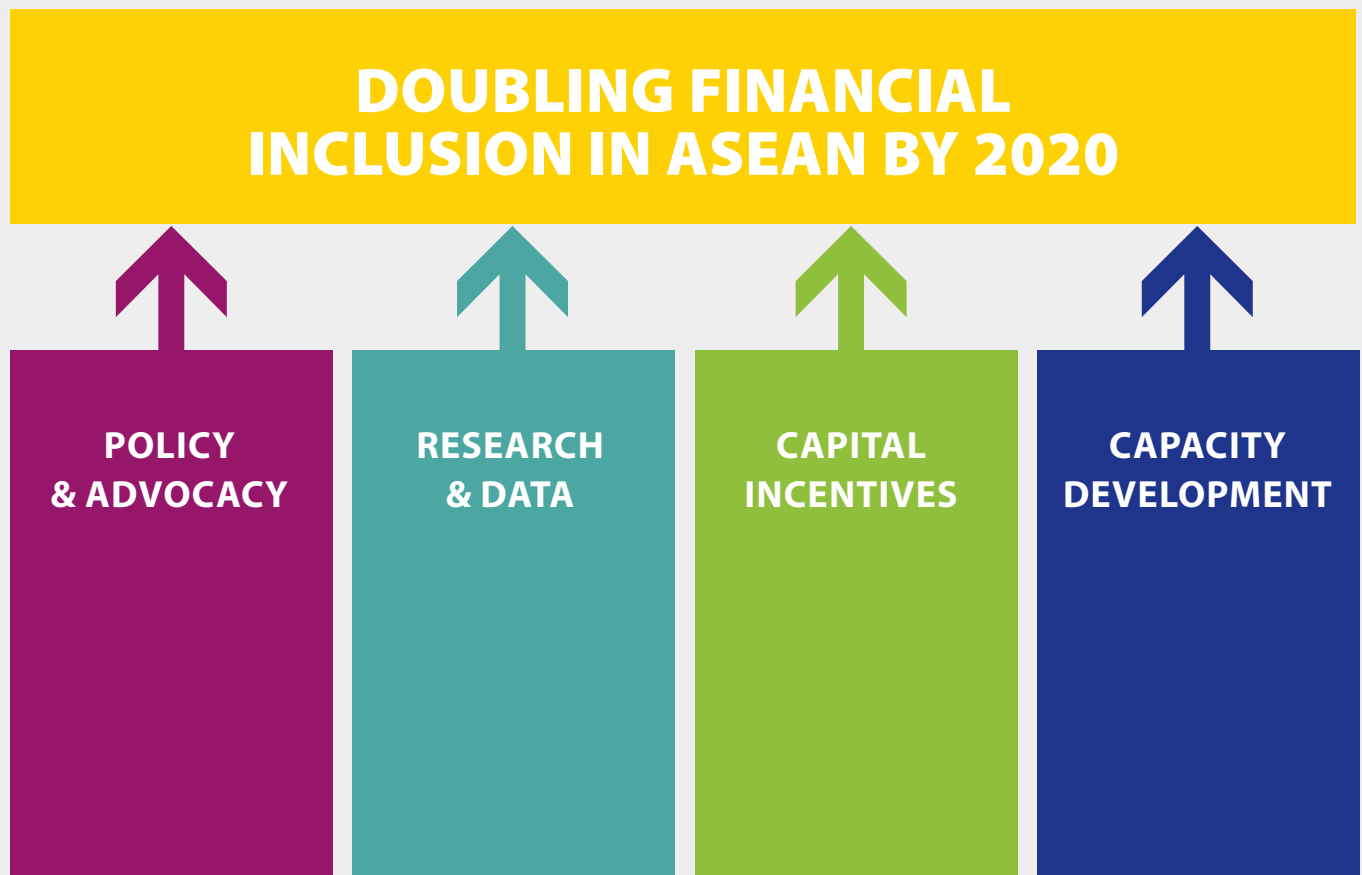 DOUBLING FINANCIAL
INCLUSION IN ASEAN BY 2020
POLICY
& ADVOCACY
RESEARCH
& DATA
CAPITAL
INCENTIVES
CAPACITY
DEVELOPMENT